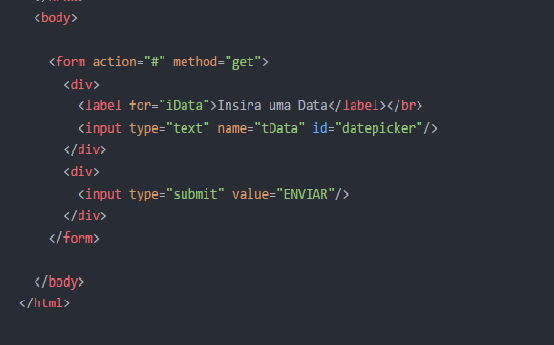 <body>
<form action="#" method="get">
<div>
<label for="iData">Insira uma Data</label></br>
<input type="text" name="tData" id="datepicker"/>
</div>
<div>
<input type="submit" value="ENVIAR"/>
</div>
</form>
</body>
</html>